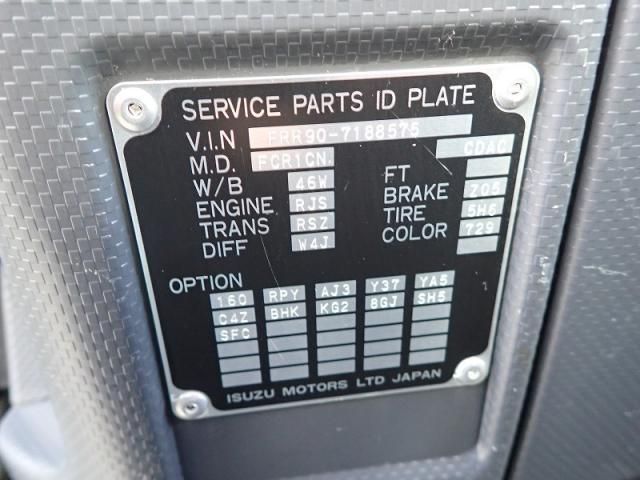 SERVICE PARTS ID PLATE
V.I.N FRR90-7188575
M.D. FCR1CN. CDAC
W/B 46W FT
ENGINE RJS BRAKE Z05
TRANS RSZ TIRE 5H6
DIFF W4J COLOR 729
OPTION
160 RPY AJ3 Y37 YA5
C4Z BHK KG2 8GJ SH5
SFC
ISUZU MOTORS LTD JAPAN